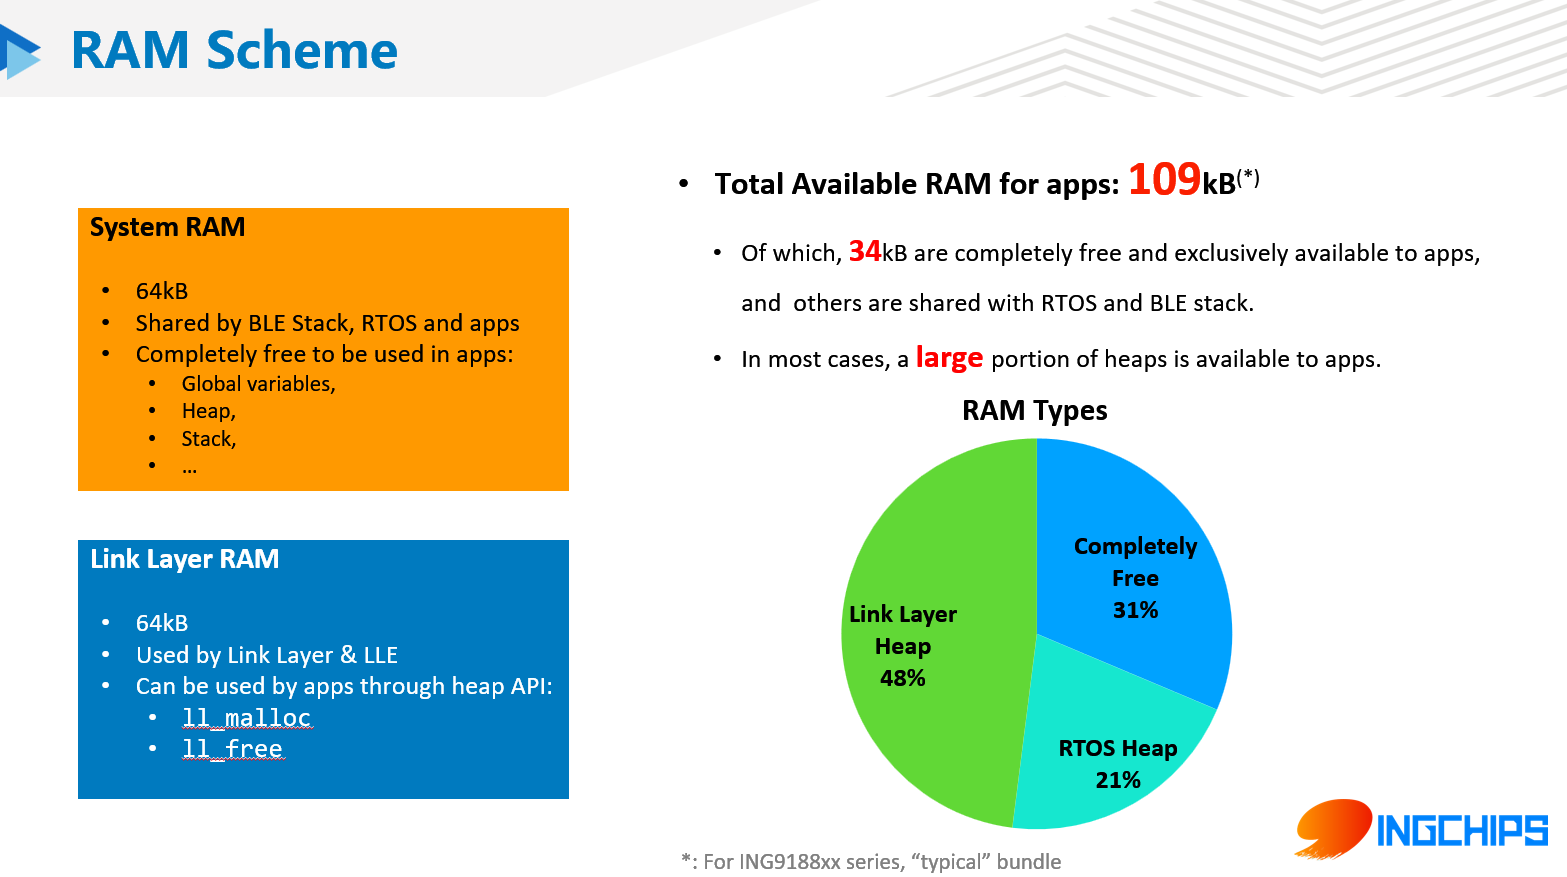 RAM Scheme
System RAM
• 64kB
• Shared by BLE Stack, RTOS and apps
• Completely free to be used in apps:
• Global variables,
• Heap,
• Stack,
• ...
Link Layer RAM
• 64kB
• Used by Link Layer & LLE
• Can be used by apps through heap API:
• ll_malloc
• ll_free
• Total Available RAM for apps: 109kB(*)
• Of which, 34kB are completely free and exclusively available to apps,
and others are shared with RTOS and BLE stack.
• In most cases, a large portion of heaps is available to apps.
RAM Types
Completely
Free
31%
Link Layer
Heap
48%
RTOS Heap
21%
*: For ING9188xx series, “typical” bundle
INGCHIPS